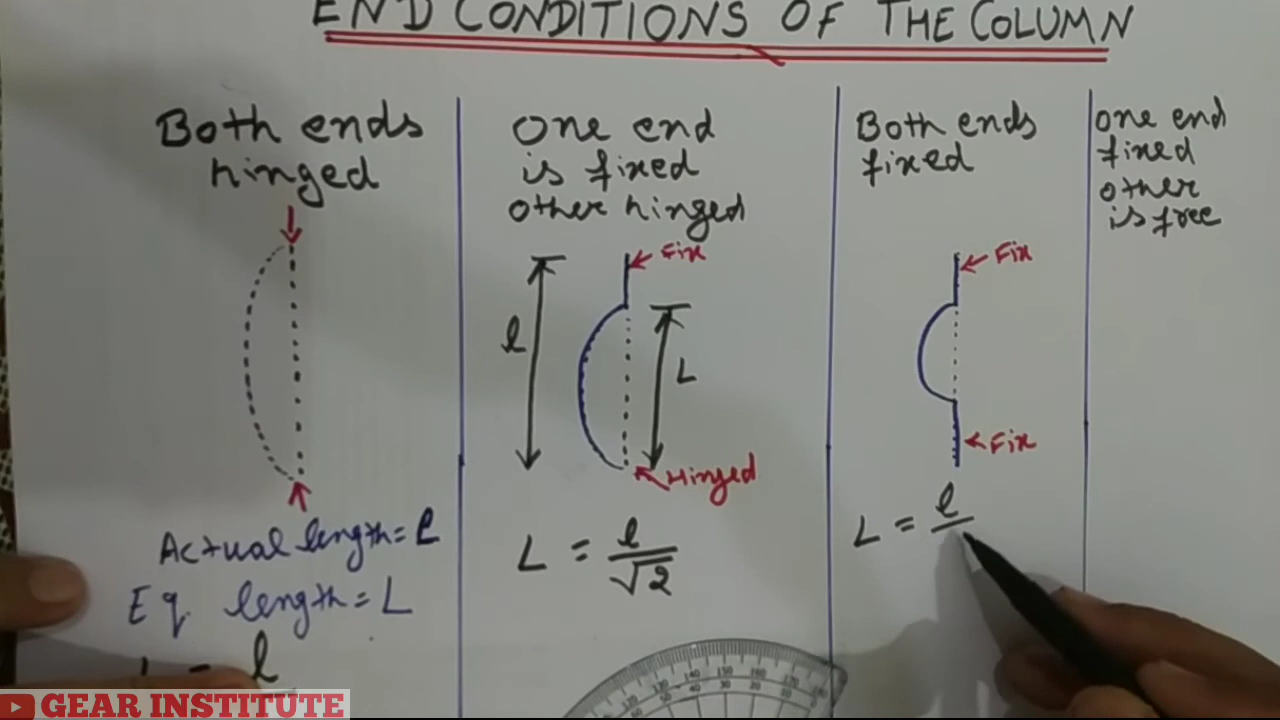 END CONDITIONS OF THE COLUMN
Both ends
hinged
Actual length = l
Eq. length = L
L = l
One end
is fixed
other hinged
Fix
l
L
Hinged
L = l
√2
Both ends
fixed
Fix
Fix
L = l
one end
fixed
other
is free
GEAR INSTITUTE